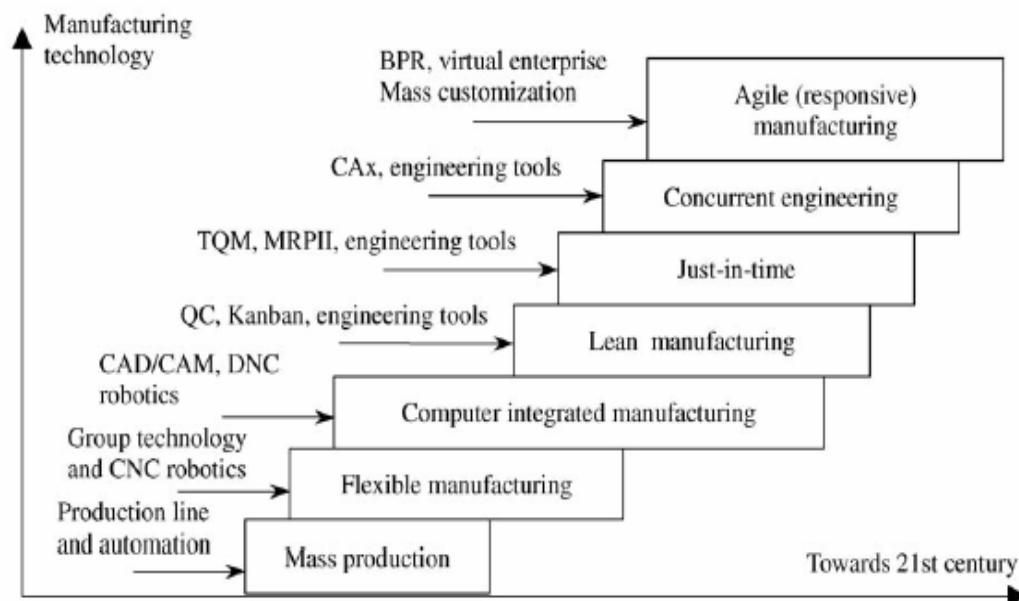 Manufacturing
technology
BPR, virtual enterprise
Mass customization
Agile (responsive)
manufacturing
CAx, engineering tools
Concurrent engineering
TQM, MRPII, engineering tools
Just-in-time
QC, Kanban, engineering tools
Lean manufacturing
CAD/CAM, DNC
robotics
Computer integrated manufacturing
Group technology
and CNC robotics
Flexible manufacturing
Production line
and automation
Mass production
Towards 21st century